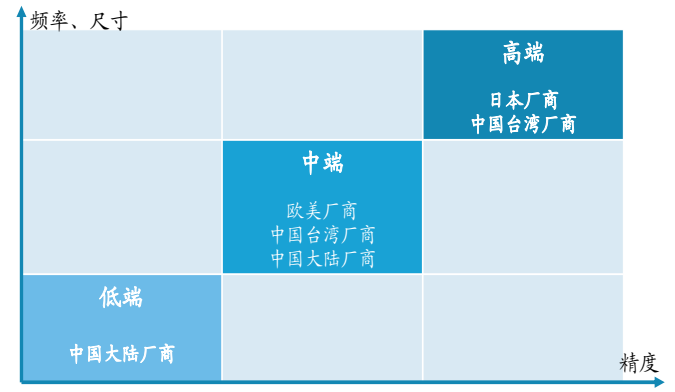 频率、尺寸
高端
日本厂商
中国台湾厂商
中端
欧美厂商
中国台湾厂商
中国大陆厂商
低端
中国大陆厂商
精度